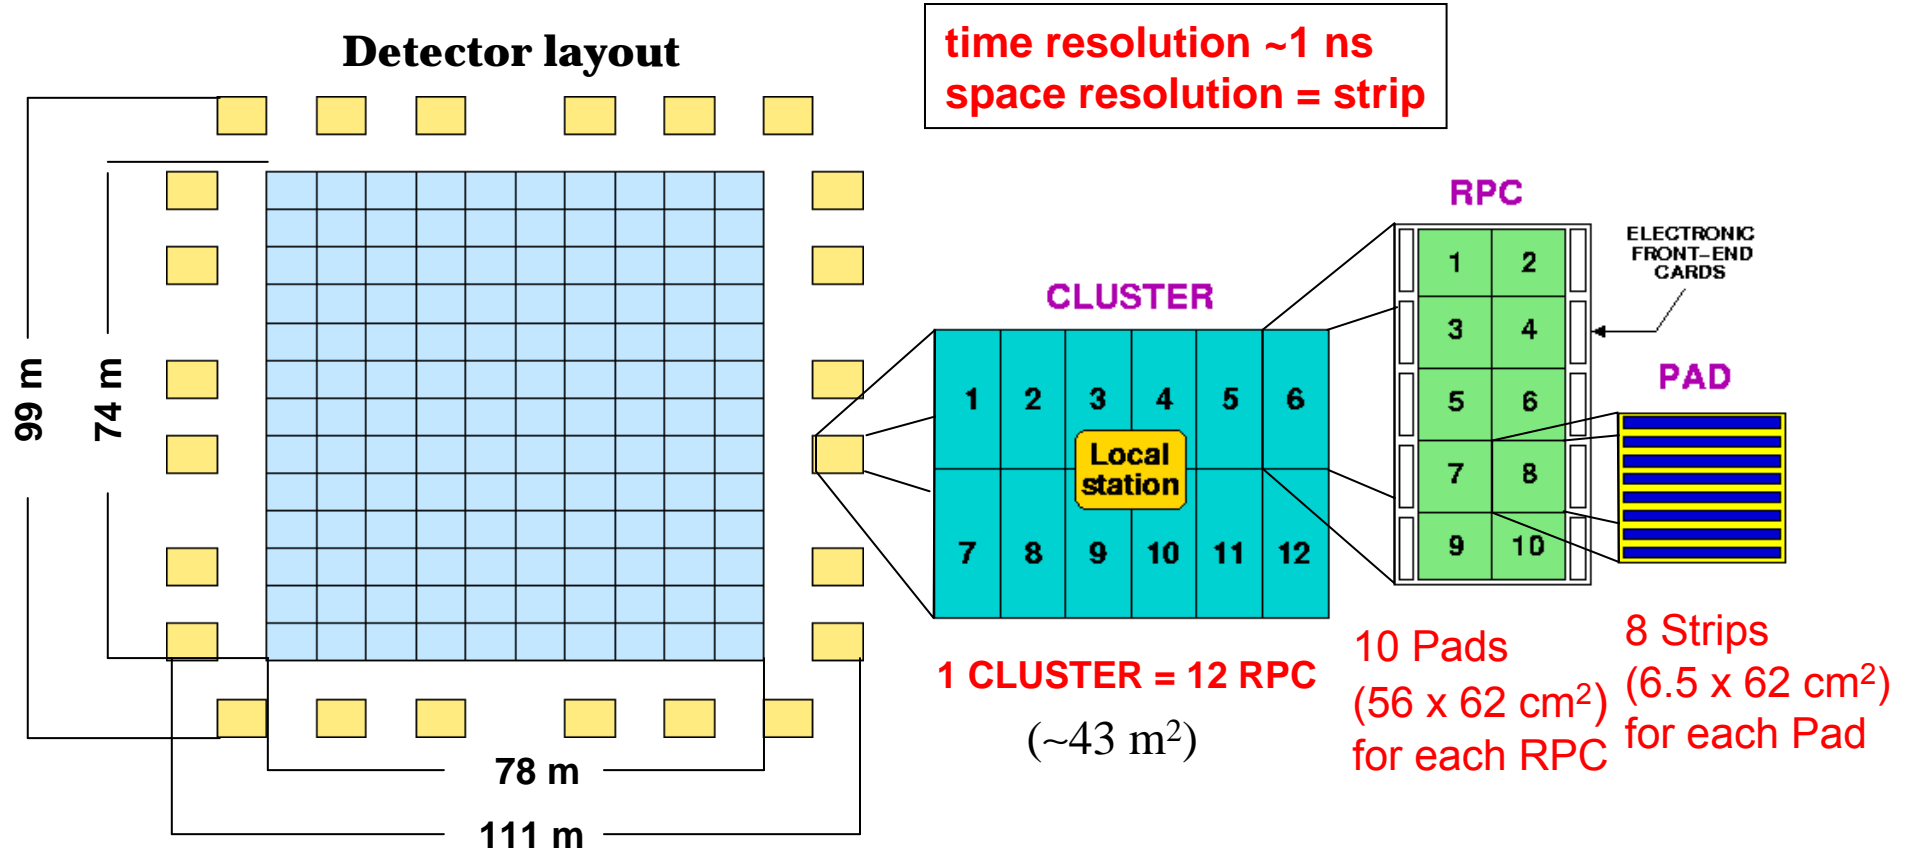 Detector layout
time resolution ~1 ns
space resolution = strip
99 m
74 m
78 m
111 m
CLUSTER
1 2 3 4 5 6
Local
station
7 8 9 10 11 12
1 CLUSTER = 12 RPC
(~43 m²)
RPC
1 2
3 4
5 6
7 8
9 10
ELECTRONIC
FRONT-END
CARDS
10 Pads
(56 x 62 cm²)
for each RPC
PAD
8 Strips
(6.5 x 62 cm²)
for each Pad